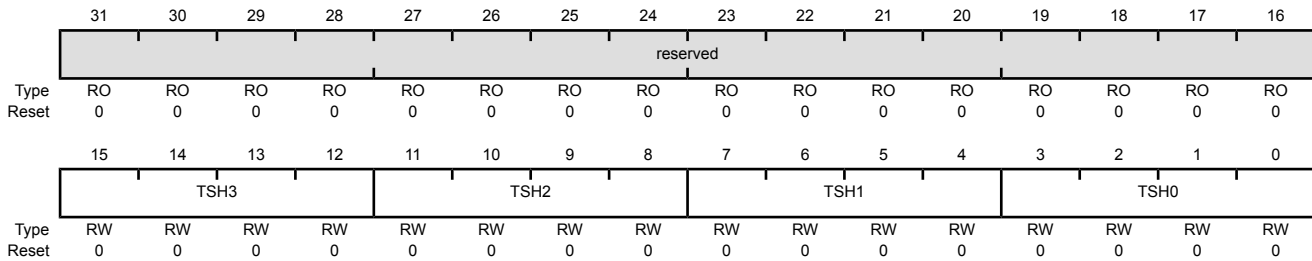 31 30 29 28 27 26 25 24 23 22 21 20 19 18 17 16
reserved
Type RO RO RO RO RO RO RO RO RO RO RO RO RO RO RO RO
Reset 0 0 0 0 0 0 0 0 0 0 0 0 0 0 0 0
15 14 13 12 11 10 9 8 7 6 5 4 3 2 1 0
TSH3 TSH2 TSH1 TSH0
Type RW RW RW RW RW RW RW RW RW RW RW RW RW RW RW RW
Reset 0 0 0 0 0 0 0 0 0 0 0 0 0 0 0 0